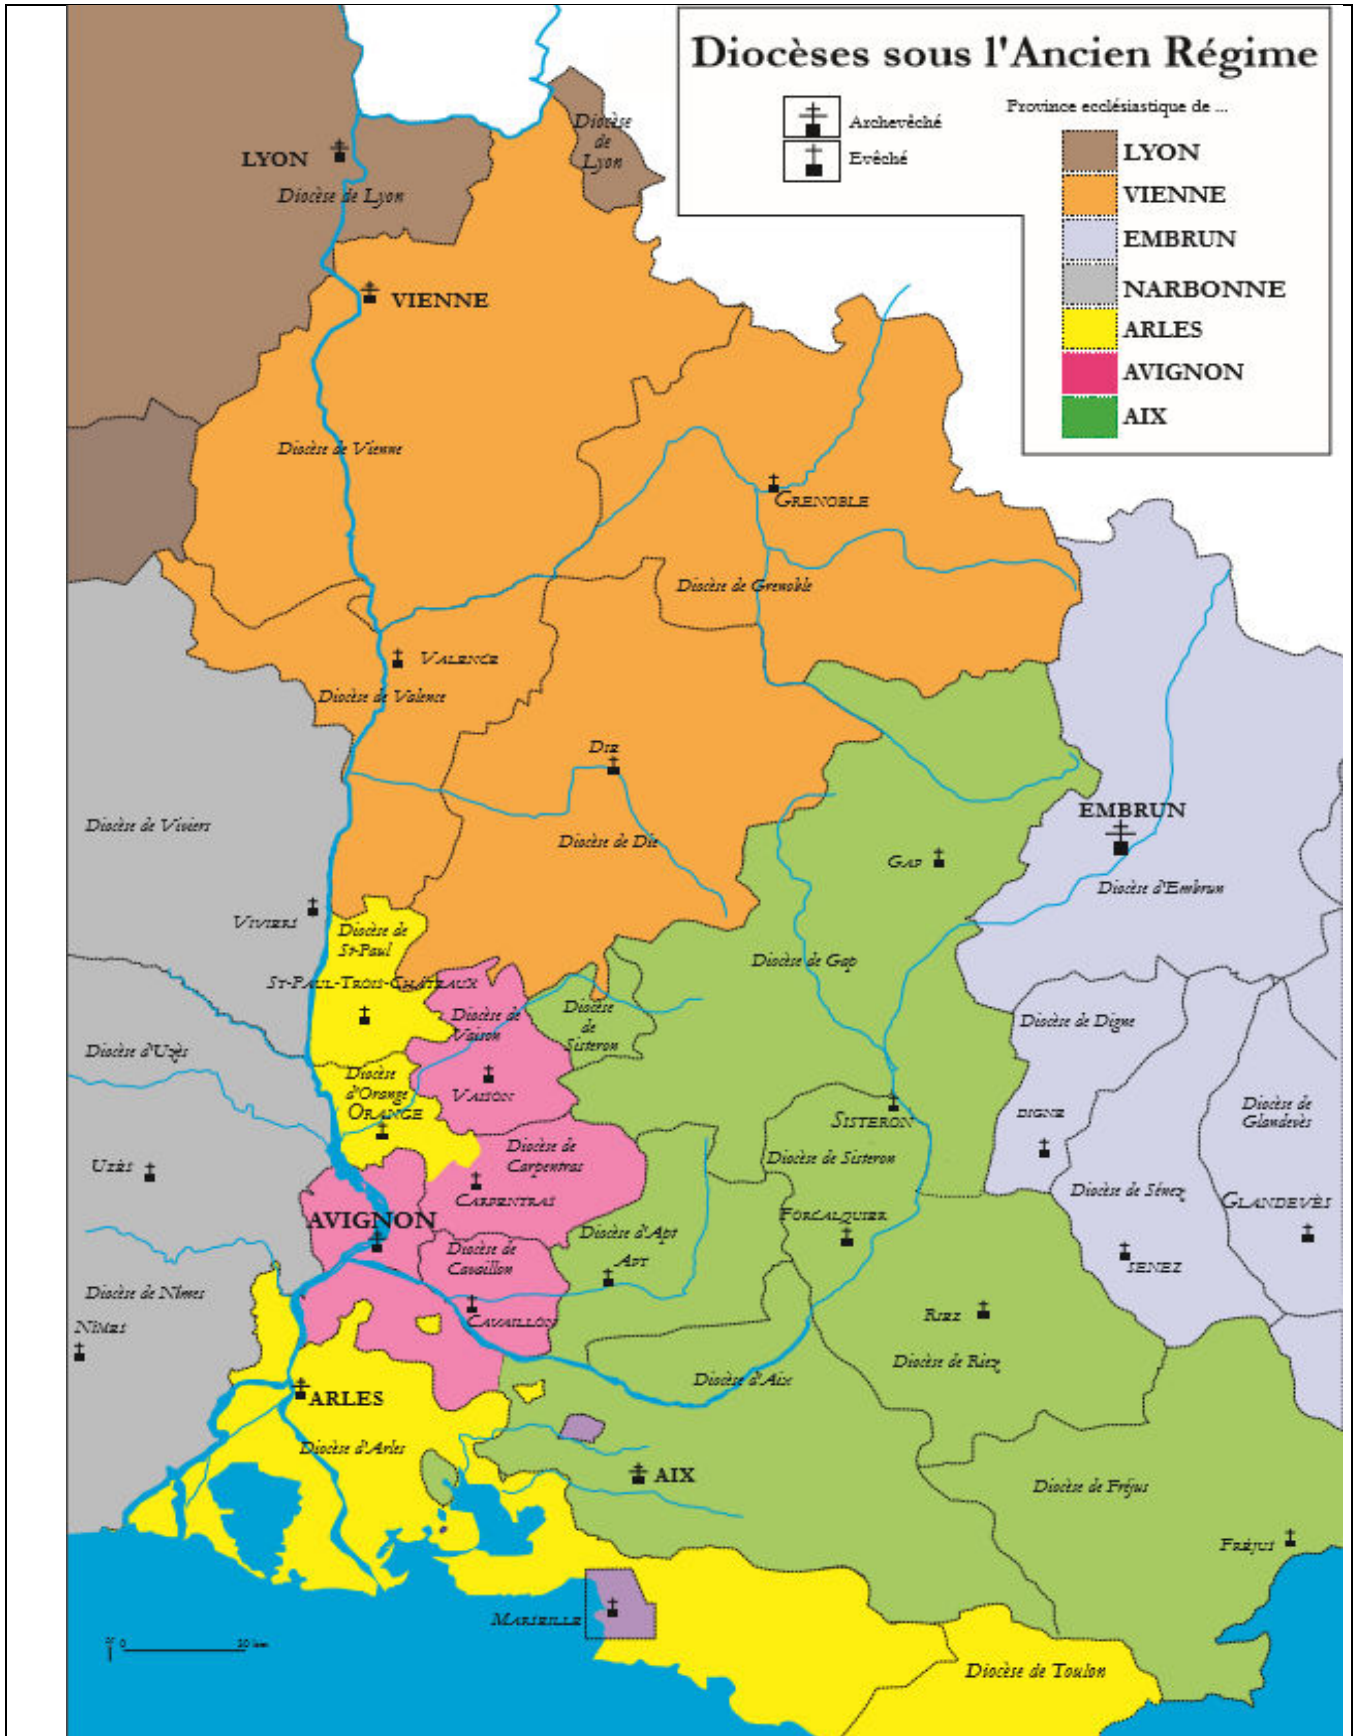 Diocèses sous l'Ancien Régime
Archevêché
Evêché
Province ecclésiastique de ...
LYON
VIENNE
EMBRUN
NARBONNE
ARLES
AVIGNON
AIX
Diocèse
de
Lyon
LYON
Diocèse de Lyon
VIENNE
Diocèse de Vienne
GRENOBLE
Diocèse de Grenoble
VALENCE
Diocèse de Valence
DIE
Diocèse de Die
EMBRUN
Diocèse d'Embrun
Diocèse de Viviers
VIVIERS
GAP
Diocèse de Gap
Diocèse de
St-Paul
ST-PAUL-TROIS-CHÂTEAUX
Diocèse de
Vaison
VAISON
Diocèse
de
Sisteron
Diocèse de Digne
DIGNE
Diocèse d'Uzès
UZÈS
Diocèse
d'Orange
ORANGE
SISTERON
Diocèse de Sisteron
Diocèse de
Glandevès
GLANDEVÈS
Diocèse de
Carpentras
CARPENTRAS
Diocèse de Sénez
SENEZ
AVIGNON
Diocèse de
Cavaillon
CAVAILLON
Diocèse d'Apt
APT
FORCALQUIER
Diocèse de Nîmes
NÎMES
RIEZ
Diocèse de Riez
Diocèse d'Aix
ARLES
Diocèse d'Arles
AIX
Diocèse de Fréjus
FRÉJUS
MARSEILLE
Diocèse de Toulon
N
0
20 km